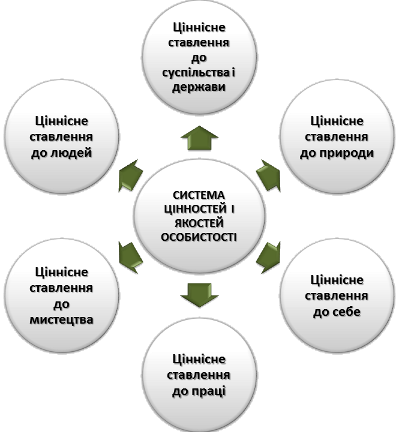 Ціннісне
ставлення
до
суспільства і
держави
Ціннісне
ставлення
до людей
Ціннісне
ставлення
до природи
СИСТЕМА
ЦІННОСТЕЙ І
ЯКОСТЕЙ
ОСОБИСТОСТІ
Ціннісне
ставлення
до
мистецтва
Ціннісне
ставлення
до себе
Ціннісне
ставлення
до праці